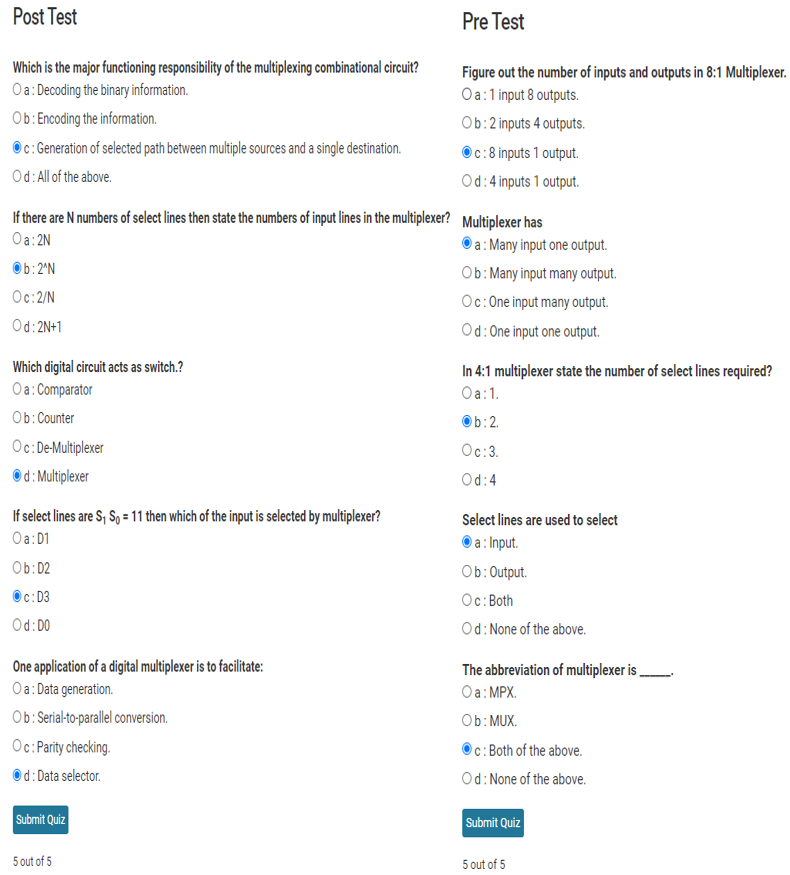 Post Test
Which is the major functioning responsibility of the multiplexing combinational circuit?
a : Decoding the binary information.
b : Encoding the information.
c : Generation of selected path between multiple sources and a single destination.
d : All of the above.
If there are N numbers of select lines then state the numbers of input lines in the multiplexer?
a : 2N
b : 2^N
c : 2/N
d : 2N+1
Which digital circuit acts as switch.?
a : Comparator
b : Counter
c : De-Multiplexer
d : Multiplexer
If select lines are S₁ S₀ = 11 then which of the input is selected by multiplexer?
a : D1
b : D2
c : D3
d : D0
One application of a digital multiplexer is to facilitate:
a : Data generation.
b : Serial-to-parallel conversion.
c : Parity checking.
d : Data selector.
Submit Quiz
5 out of 5
Pre Test
Figure out the number of inputs and outputs in 8:1 Multiplexer.
a : 1 input 8 outputs.
b : 2 inputs 4 outputs.
c : 8 inputs 1 output.
d : 4 inputs 1 output.
Multiplexer has
a : Many input one output.
b : Many input many output.
c : One input many output.
d : One input one output.
In 4:1 multiplexer state the number of select lines required?
a : 1.
b : 2.
c : 3.
d : 4
Select lines are used to select
a : Input.
b : Output.
c : Both
d : None of the above.
The abbreviation of multiplexer is ______.
a : MPX.
b : MUX.
c : Both of the above.
d : None of the above.
Submit Quiz
5 out of 5